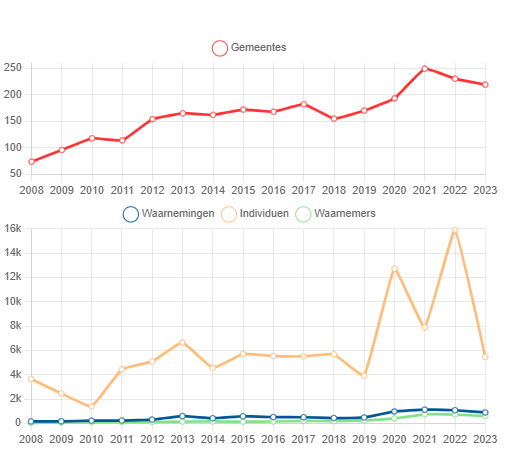 Gemeentes
250
200
150
100
50
2008 2009 2010 2011 2012 2013 2014 2015 2016 2017 2018 2019 2020 2021 2022 2023
Waarnemingen Individuen Waarnemers
16k
14k
12k
10k
8k
6k
4k
2k
0
2008 2009 2010 2011 2012 2013 2014 2015 2016 2017 2018 2019 2020 2021 2022 2023